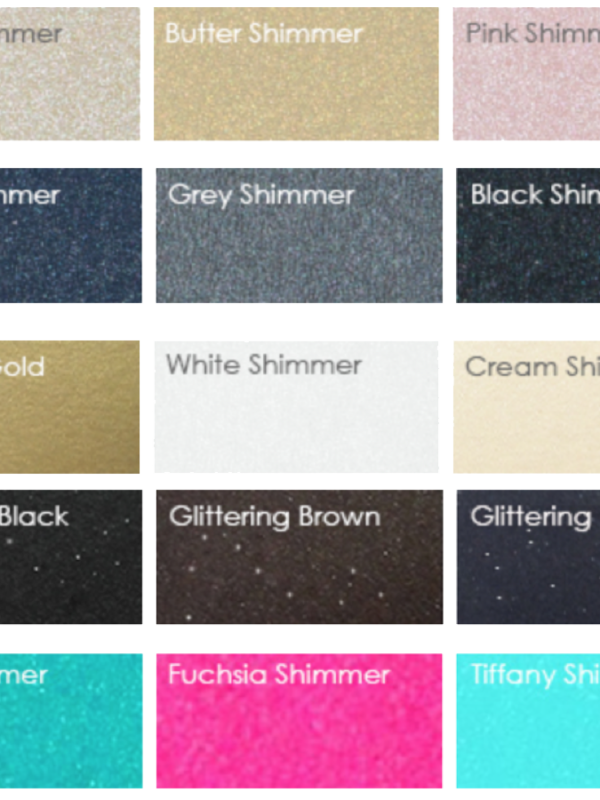 Butter Shimmer
Pink
Grey Shimmer
Black
White Shimmer
Cream
Black
Glittering Brown
Glittering
Fuchsia Shimmer
Tiffany